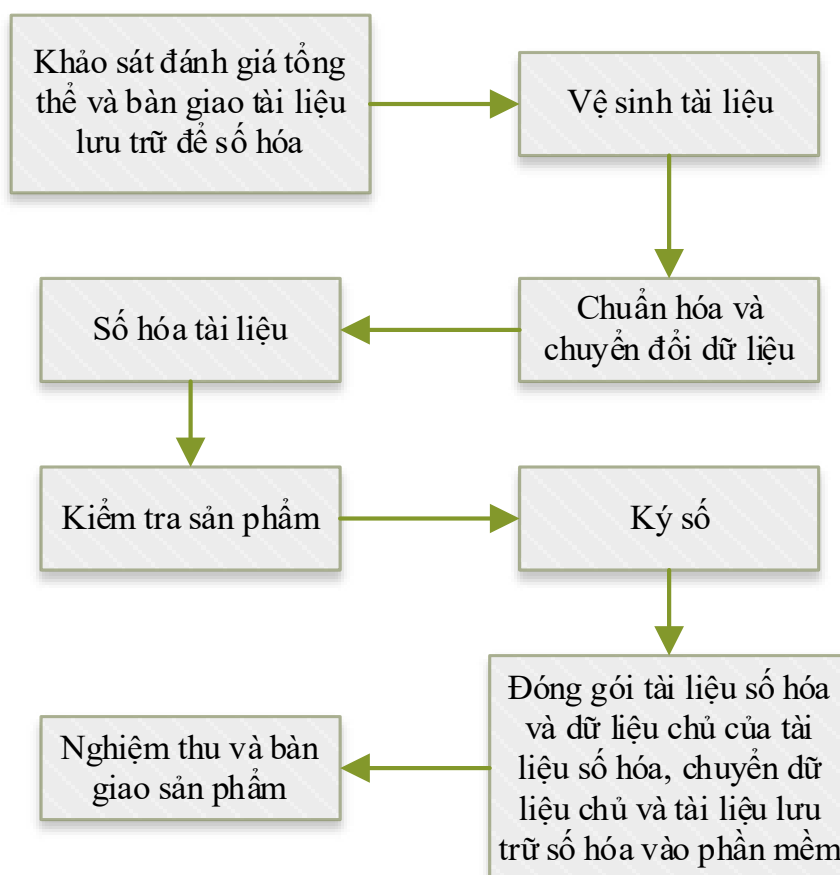 Khảo sát đánh giá tổng
thể và bàn giao tài liệu
lưu trữ để số hóa
Vệ sinh tài liệu
Chuẩn hóa và
chuyển đổi dữ liệu
Số hóa tài liệu
Kiểm tra sản phẩm
Ký số
Đóng gói tài liệu số hóa
và dữ liệu chủ của tài
liệu số hóa, chuyển dữ
liệu chủ và tài liệu lưu
trữ số hóa vào phần mềm
Nghiệm thu và bàn
giao sản phẩm